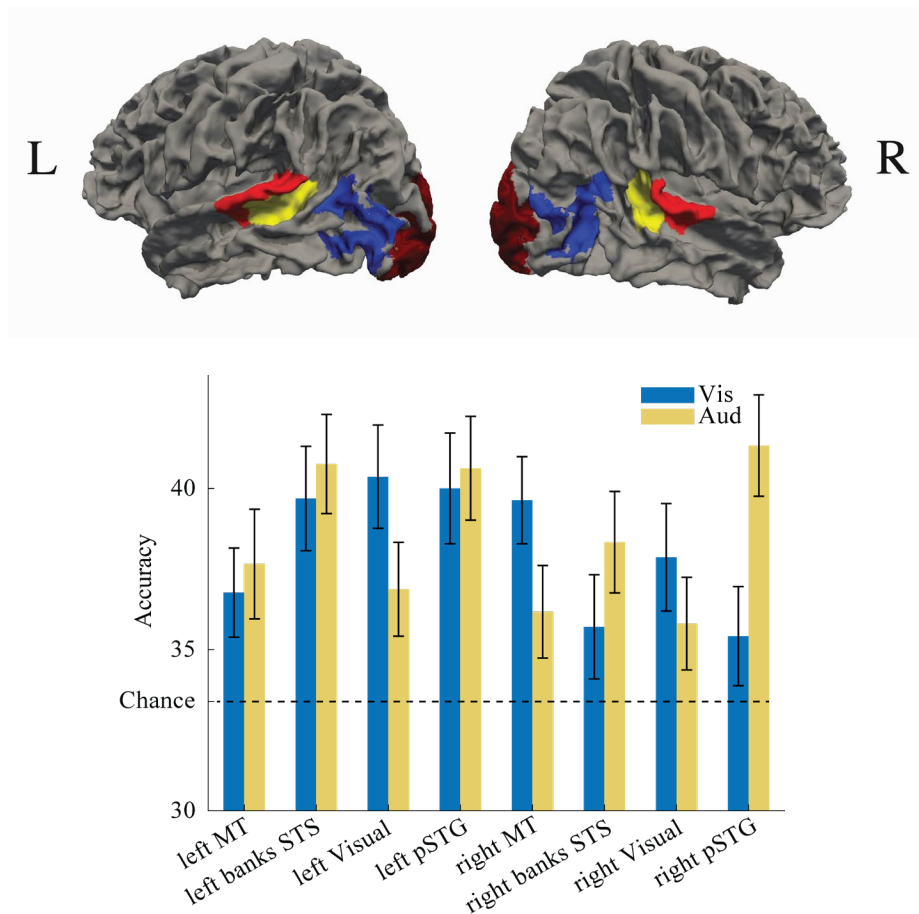 L
R
Vis
Aud
40
Accuracy
35
Chance
30
left MT
left banks STS
left Visual
left pSTG
right MT
right banks STS
right Visual
right pSTG